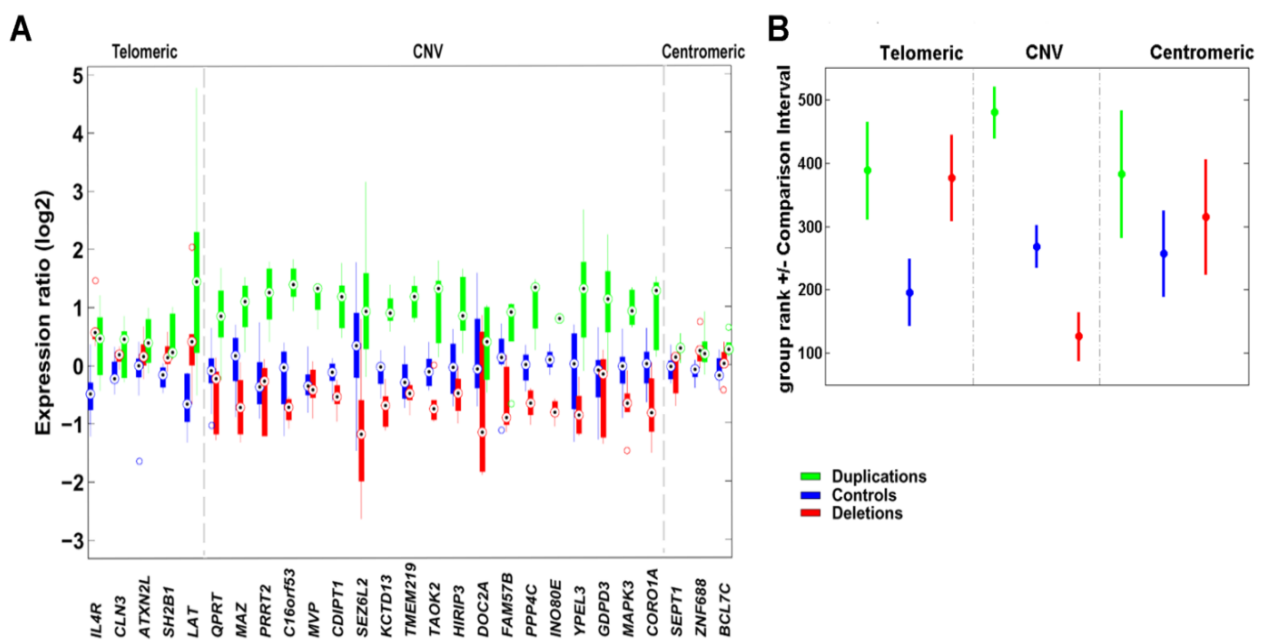 A
Telomeric
CNV
Centromeric
Expression ratio (log2)
5
4
3
2
1
0
−1
−2
−3
IL4R
CLN3
ATXN2L
SH2B1
LAT
QPRT
MAZ
PRRT2
C16orf53
MVP
CDIPT1
SEZ6L2
KCTD13
TMEM219
TAOK2
HIRIP3
DOC2A
FAM57B
PPP4C
INO80E
YPEL3
GDPD3
MAPK3
CORO1A
SEPT1
ZNF688
BCL7C
B
Telomeric
CNV
Centromeric
group rank +/- Comparison Interval
500
400
300
200
100
Duplications
Controls
Deletions